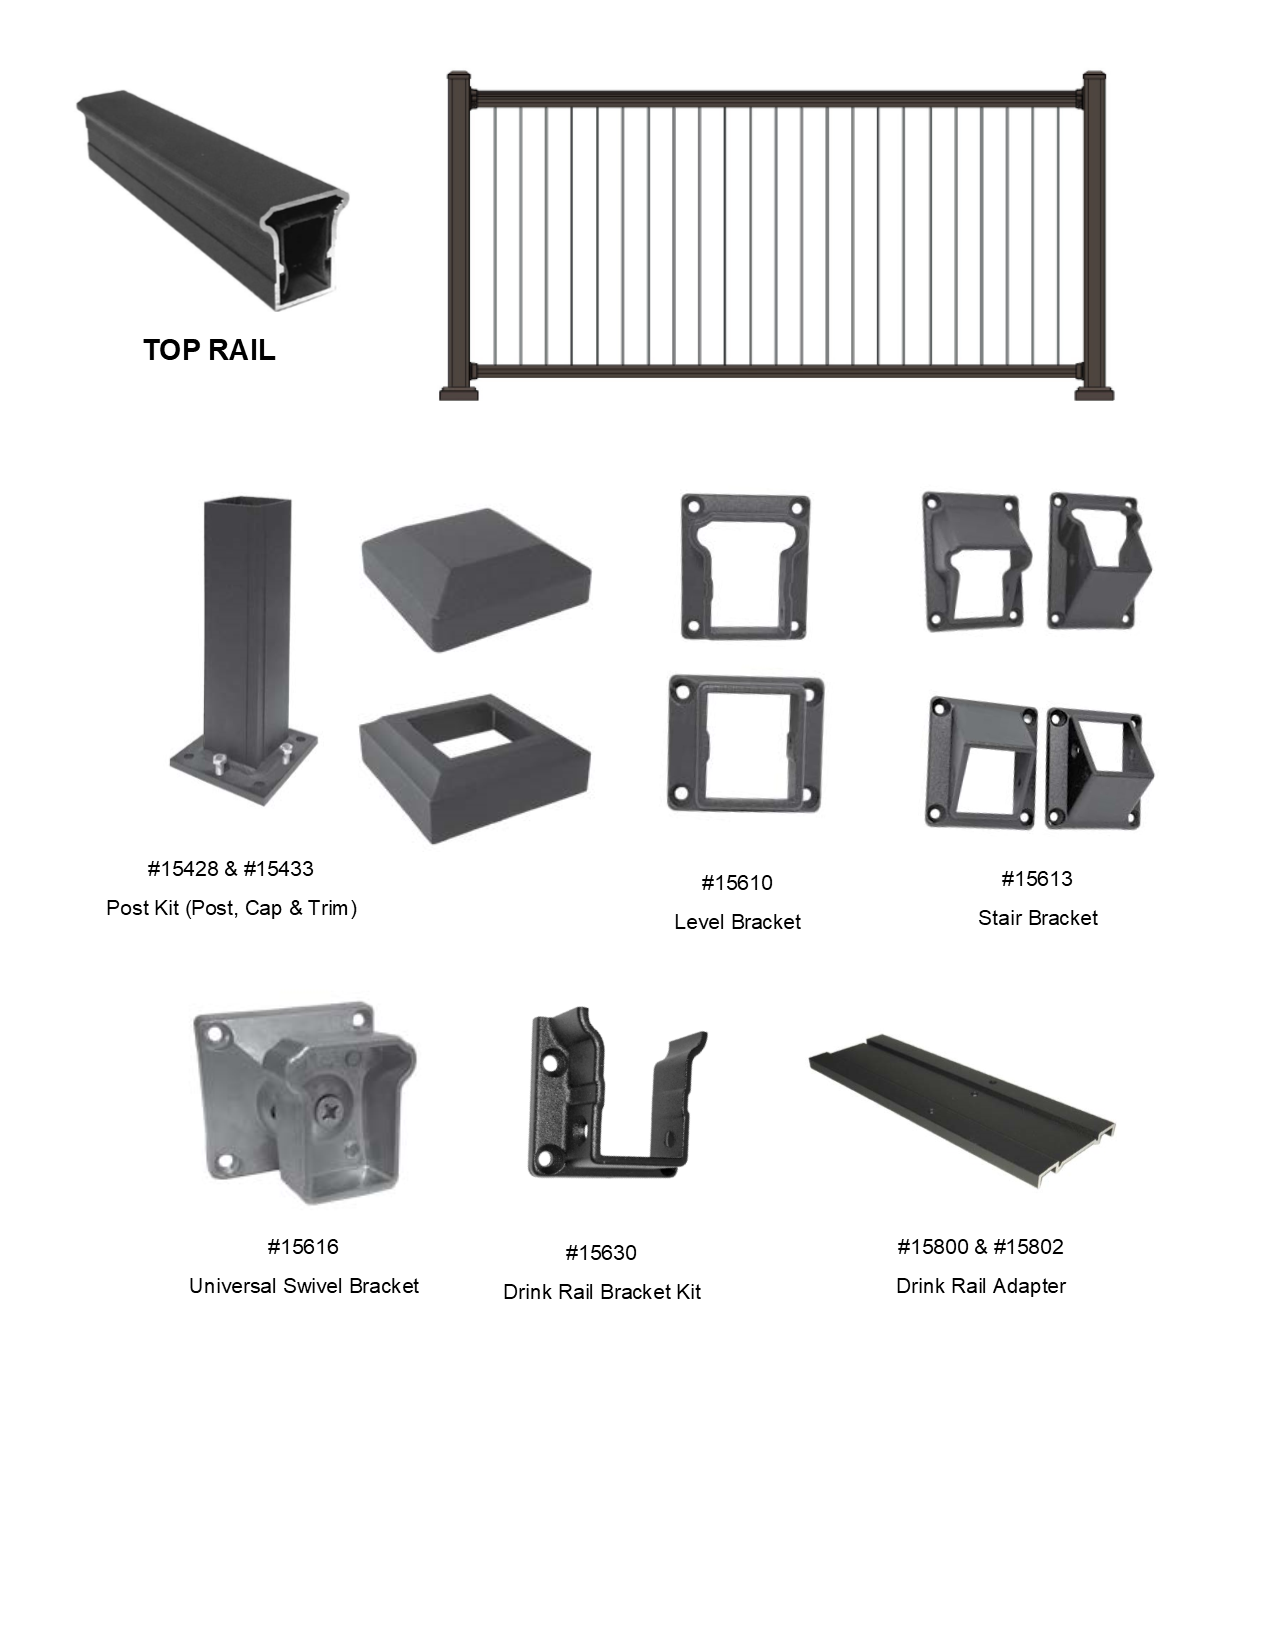 TOP RAIL
#15428 & #15433
Post Kit (Post, Cap & Trim)
#15610
Level Bracket
#15613
Stair Bracket
#15616
Universal Swivel Bracket
#15630
Drink Rail Bracket Kit
#15800 & #15802
Drink Rail Adapter